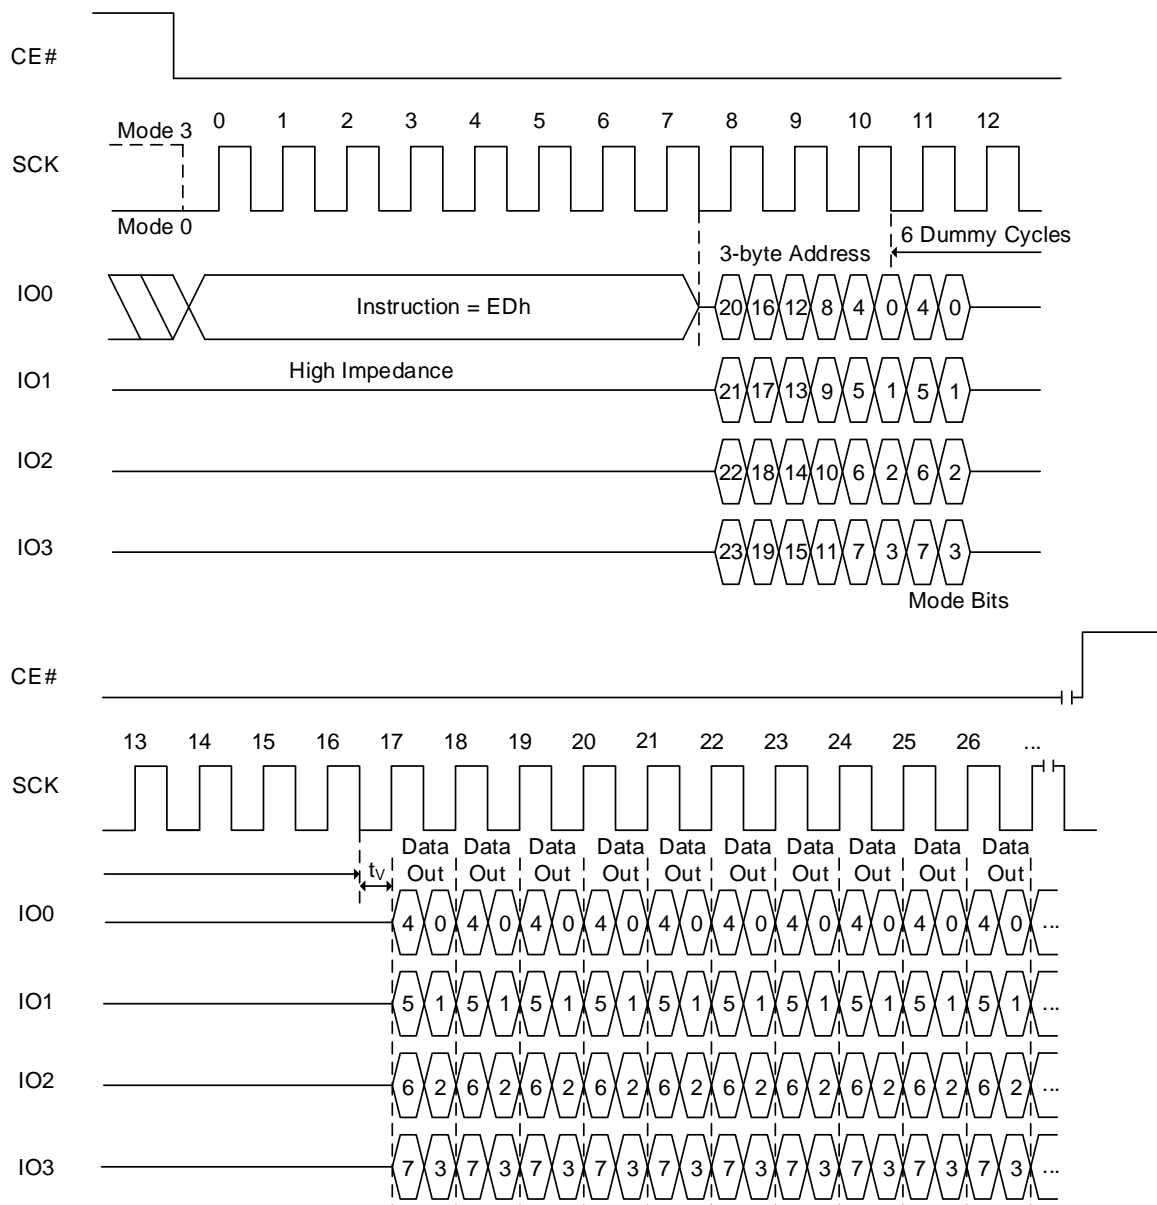 CE#
Mode 3 0 1 2 3 4 5 6 7 8 9 10 11 12
SCK
Mode 0
6 Dummy Cycles
3-byte Address
IO0 Instruction = EDh 20 16 12 8 4 0 4 0
IO1 High Impedance 21 17 13 9 5 1 5 1
IO2 22 18 14 10 6 2 6 2
IO3 23 19 15 11 7 3 7 3
Mode Bits
CE#
13 14 15 16 17 18 19 20 21 22 23 24 25 26 ...
SCK
Data Data Data Data Data Data Data Data Data Data
tV Out Out Out Out Out Out Out Out Out Out
IO0 4 0 4 0 4 0 4 0 4 0 4 0 4 0 4 0 4 0 4 0 ...
IO1 5 1 5 1 5 1 5 1 5 1 5 1 5 1 5 1 5 1 5 1 ...
IO2 6 2 6 2 6 2 6 2 6 2 6 2 6 2 6 2 6 2 6 2 ...
IO3 7 3 7 3 7 3 7 3 7 3 7 3 7 3 7 3 7 3 7 3 ...